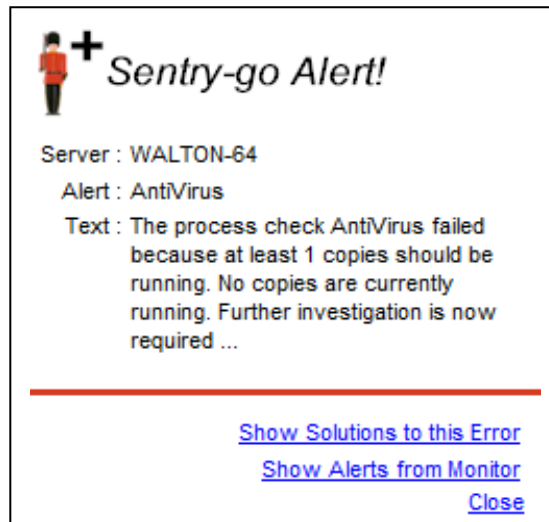 Sentry-go Alert!
Server : WALTON-64
Alert : AntiVirus
Text : The process check AntiVirus failed
because at least 1 copies should be
running. No copies are currently
running. Further investigation is now
required ...
Show Solutions to this Error
Show Alerts from Monitor
Close